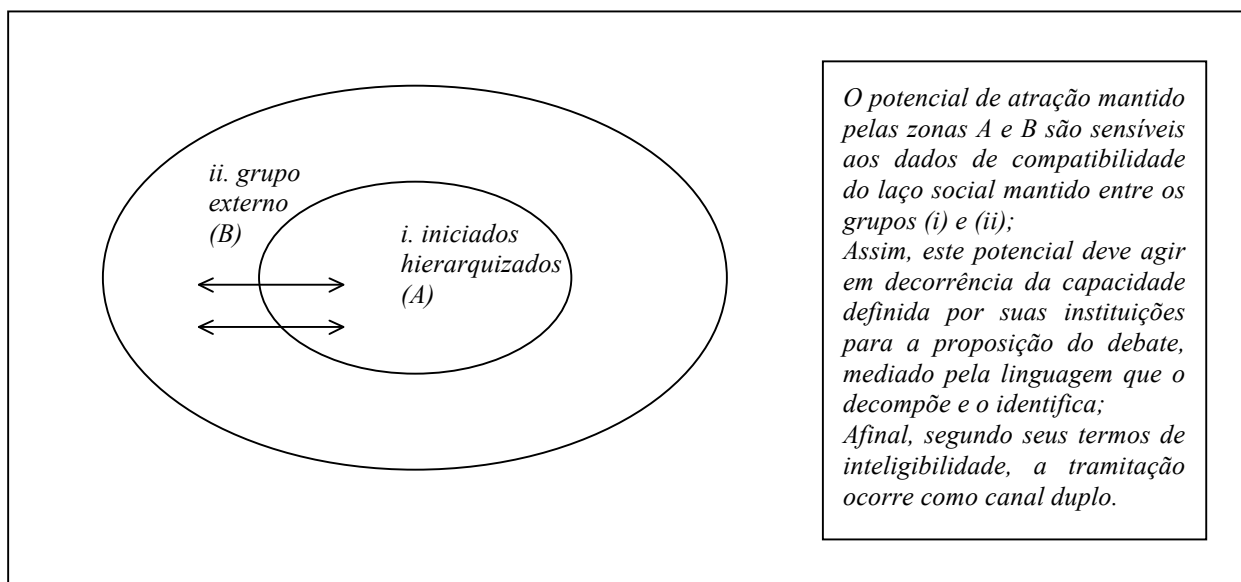 ii. grupo
externo
(B)
i. iniciados
hierarquizados
(A)
O potencial de atração mantido
pelas zonas A e B são sensíveis
aos dados de compatibilidade
do laço social mantido entre os
grupos (i) e (ii);
Assim, este potencial deve agir
em decorrência da capacidade
definida por suas instituições
para a proposição do debate,
mediado pela linguagem que o
decompõe e o identifica;
Afinal, segundo seus termos de
inteligibilidade, a tramitação
ocorre como canal duplo.